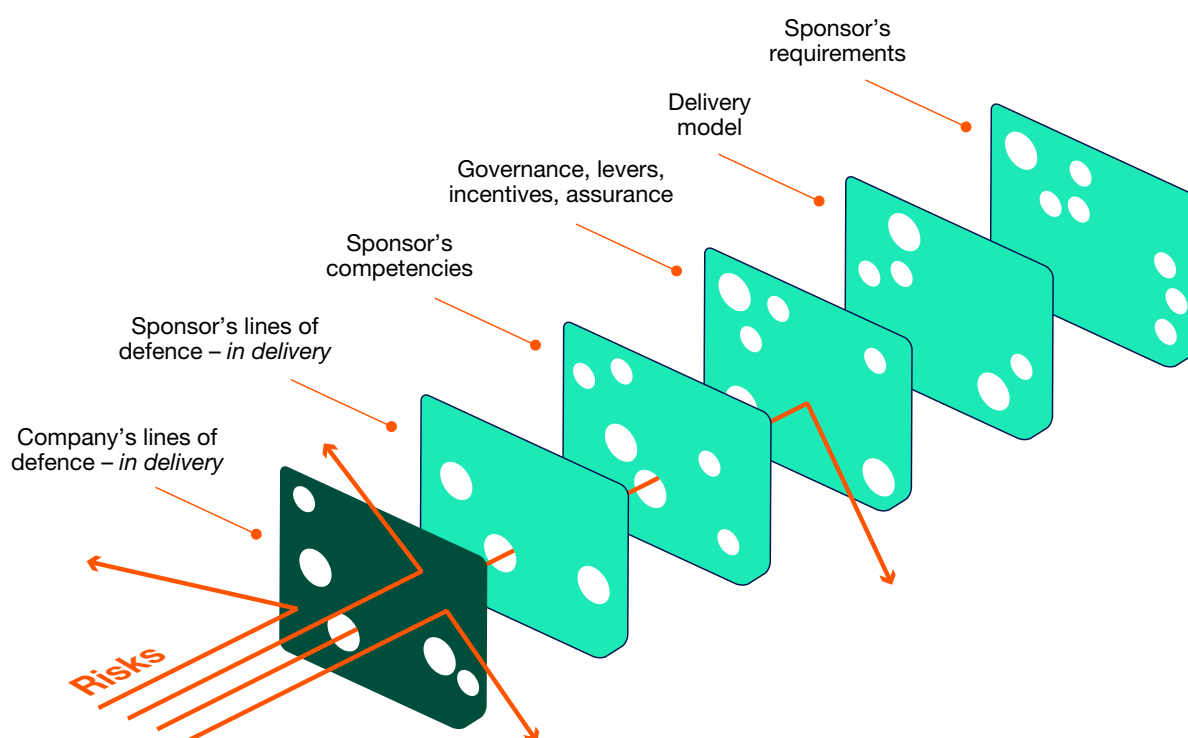 Sponsor’s
requirements
Delivery
model
Governance, levers,
incentives, assurance
Sponsor’s
competencies
Sponsor’s lines of
defence – in delivery
Company’s lines of
defence – in delivery
Risks